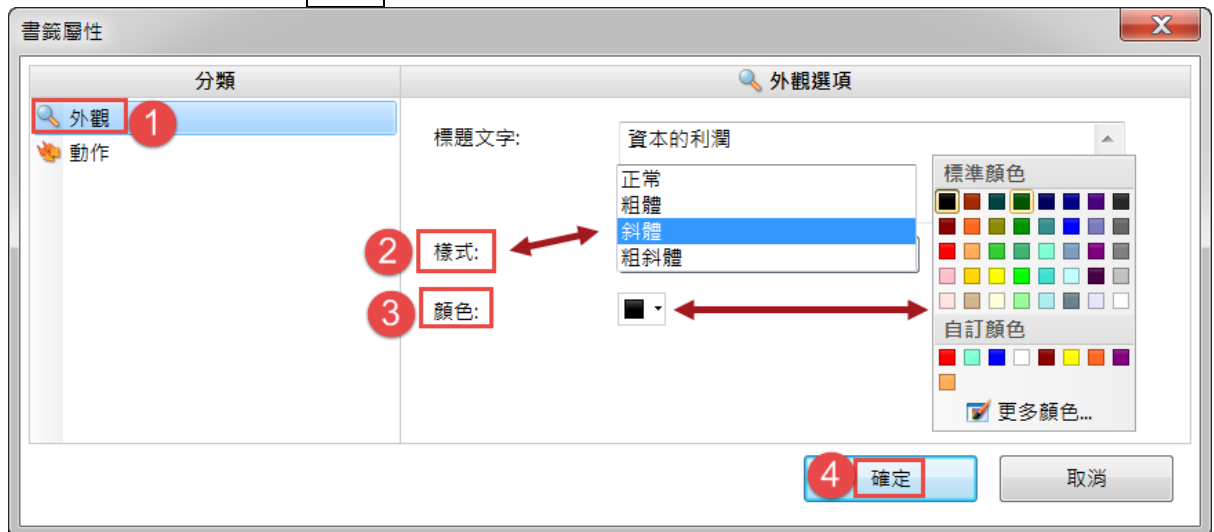 書籤屬性
X
分類
外觀選項
外觀
1
動作
標題文字:
資本的利潤
正常
粗體
斜體
粗斜體
2
樣式:
3
顏色:
標準顏色
自訂顏色
更多顏色...
4
確定
取消